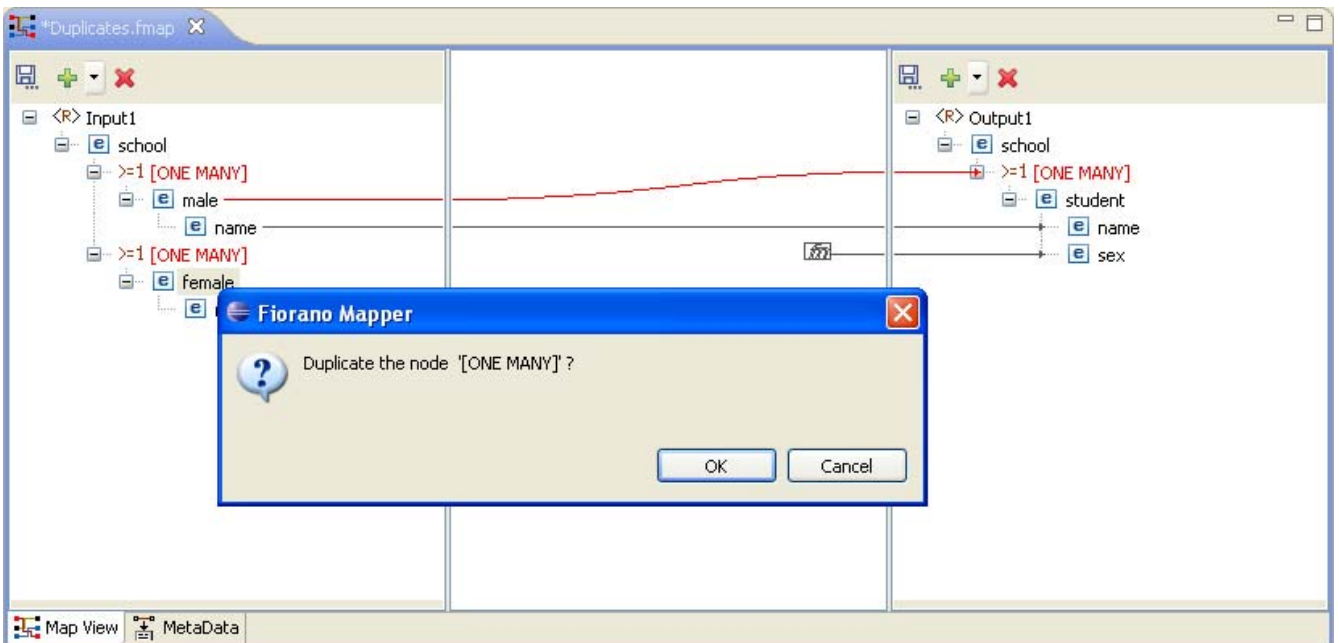 *Duplicates.fmap
<R> Input1
e school
>=1 [ONE MANY]
e male
e name
>=1 [ONE MANY]
e female
e
fn
<R> Output1
e school
>=1 [ONE MANY]
e student
e name
e sex
Fiorano Mapper
Duplicate the node '[ONE MANY]' ?
OK
Cancel
Map View
MetaData